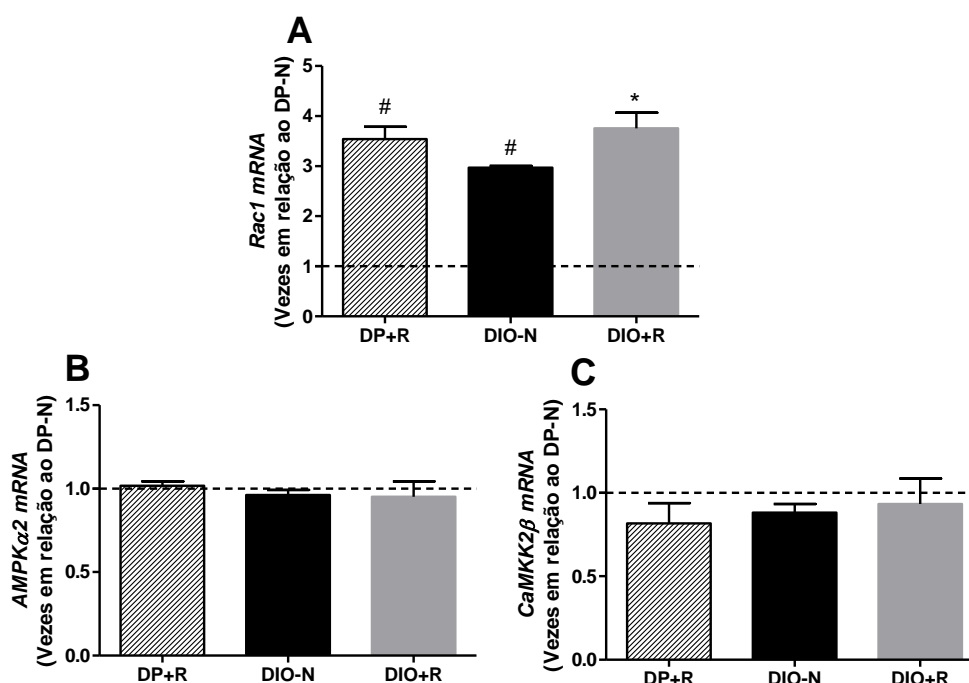 A
Rac1 mRNA
(Vezes em relação ao DP-N)
5
4
3
2
1
0
#
#
*
DP+R DIO-N DIO+R
B
AMPKα2 mRNA
(Vezes em relação ao DP-N)
1.5
1.0
0.5
0.0
DP+R DIO-N DIO+R
C
CaMKK2β mRNA
(Vezes em relação ao DP-N)
1.5
1.0
0.5
0.0
DP+R DIO-N DIO+R